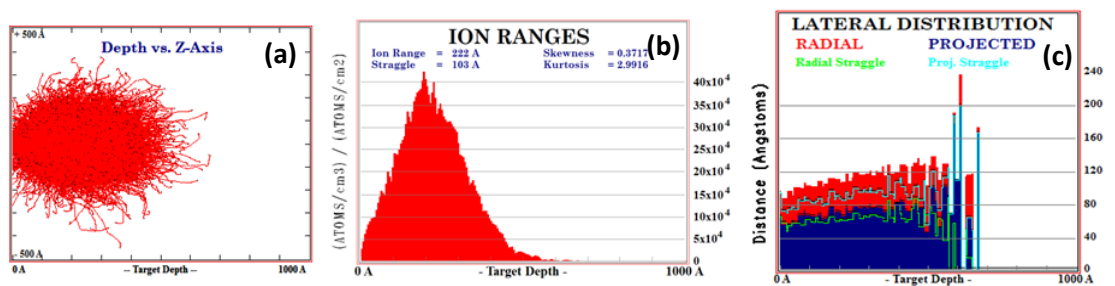 + 500 A
Depth vs. Z-Axis
(a)
- 500 A
0 A
-- Target Depth --
1000 A
ION RANGES
(b)
Ion Range = 222 A
Skewness = 0.3717
Straggle = 103 A
Kurtosis = 2.9916
(ATOMS/cm3) / (ATOMS/cm2)
40x10⁴
35x10⁴
30x10⁴
25x10⁴
20x10⁴
15x10⁴
10x10⁴
5x10⁴
0
0 A
- Target Depth -
1000 A
LATERAL DISTRIBUTION
RADIAL
PROJECTED
(c)
Radial Straggle
Proj. Straggle
Distance (Angstoms)
240
200
160
120
80
40
0
0 A
- Target Depth -
1000 A